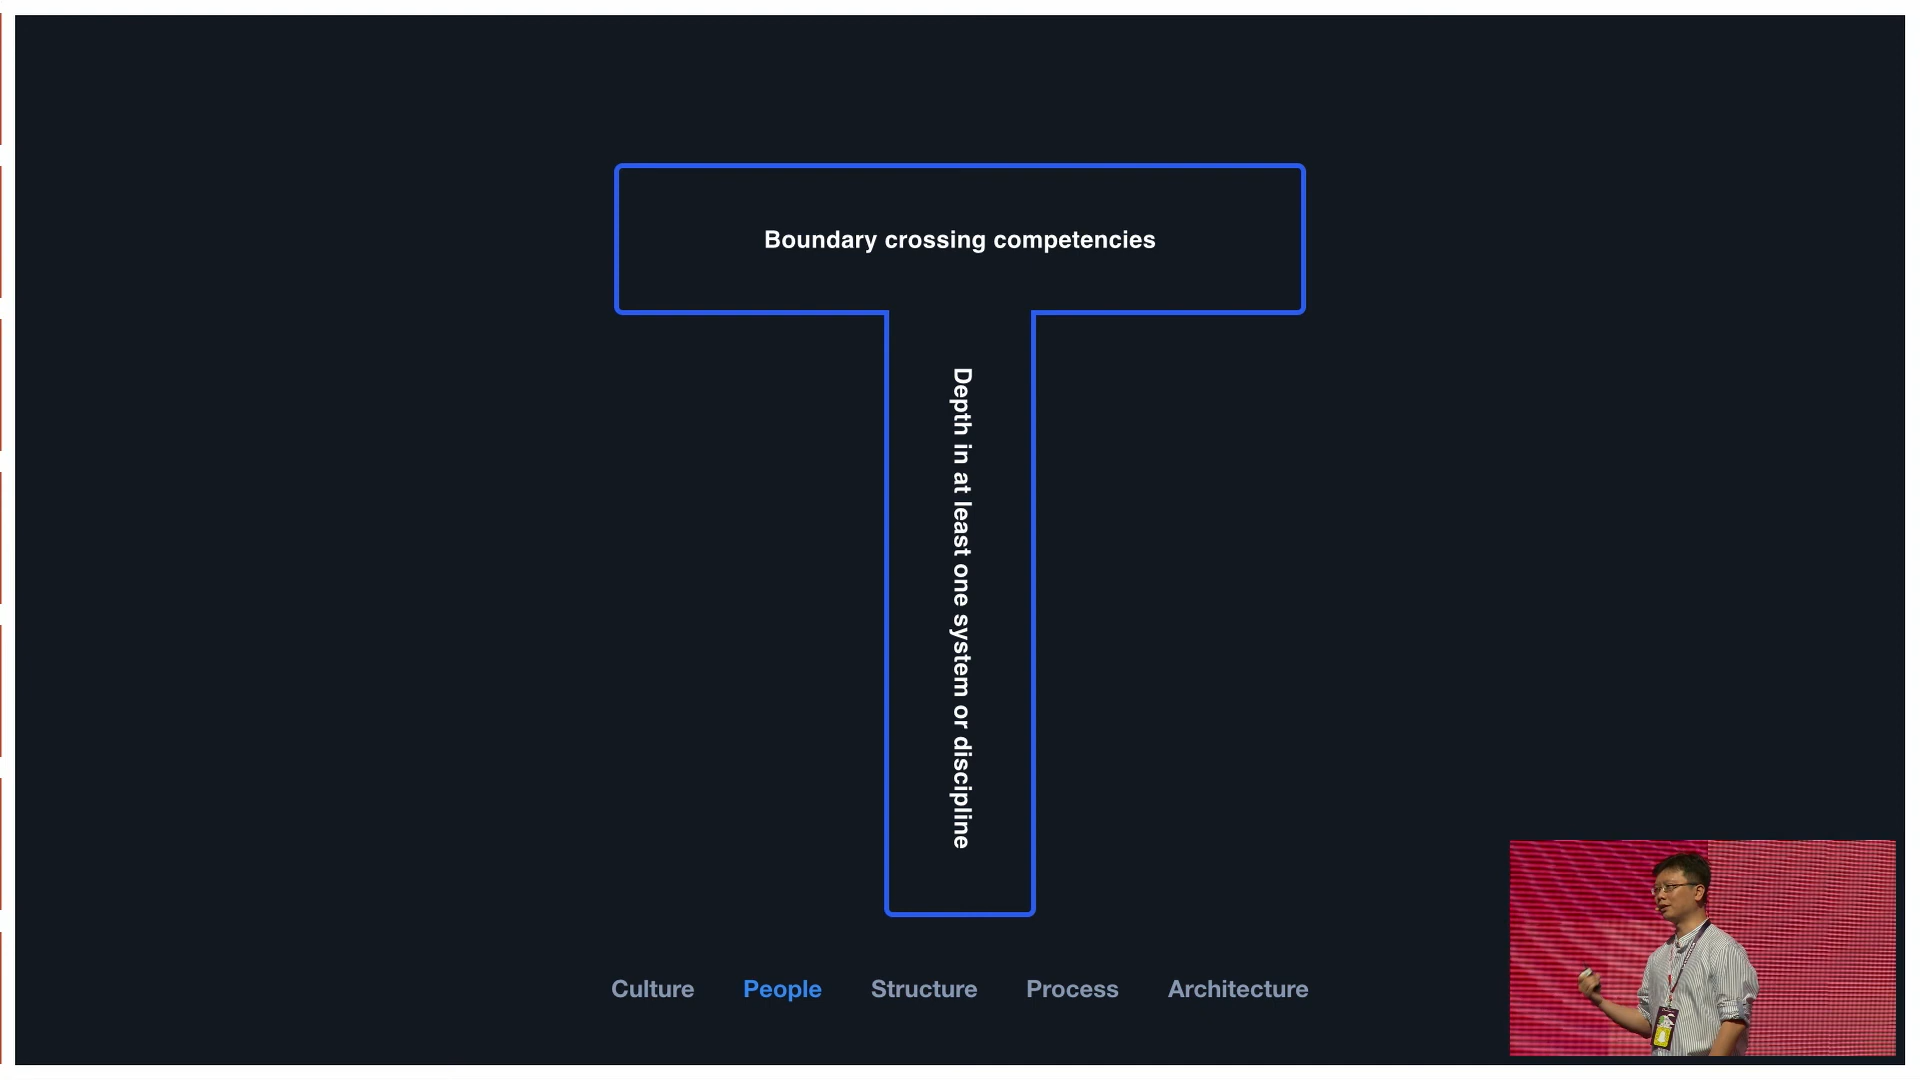 Boundary crossing competencies
Depth in at least one system or discipline
Culture People Structure Process Architecture